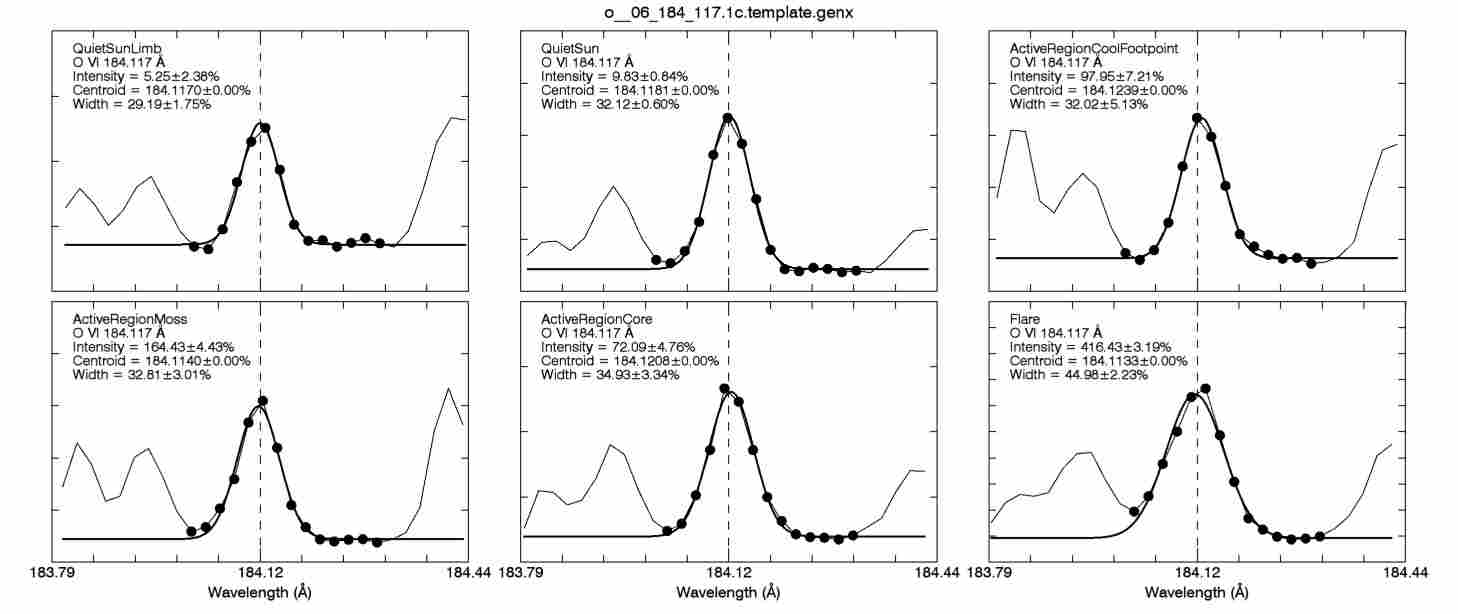 o__06_184_117.1c.template.genx
QuietSunLimb
O VI 184.117 Å
Intensity = 5.25±2.38%
Centroid = 184.1170±0.00%
Width = 29.19±1.75%
QuietSun
O VI 184.117 Å
Intensity = 9.83±0.84%
Centroid = 184.1181±0.00%
Width = 32.12±0.60%
ActiveRegionCoolFootpoint
O VI 184.117 Å
Intensity = 97.95±7.21%
Centroid = 184.1239±0.00%
Width = 32.02±5.13%
ActiveRegionMoss
O VI 184.117 Å
Intensity = 164.43±4.43%
Centroid = 184.1140±0.00%
Width = 32.81±3.01%
ActiveRegionCore
O VI 184.117 Å
Intensity = 72.09±4.76%
Centroid = 184.1208±0.00%
Width = 34.93±3.34%
Flare
O VI 184.117 Å
Intensity = 416.43±3.19%
Centroid = 184.1133±0.00%
Width = 44.98±2.23%
183.79 184.12 184.44
Wavelength (Å)
183.79 184.12 184.44
Wavelength (Å)
183.79 184.12 184.44
Wavelength (Å)